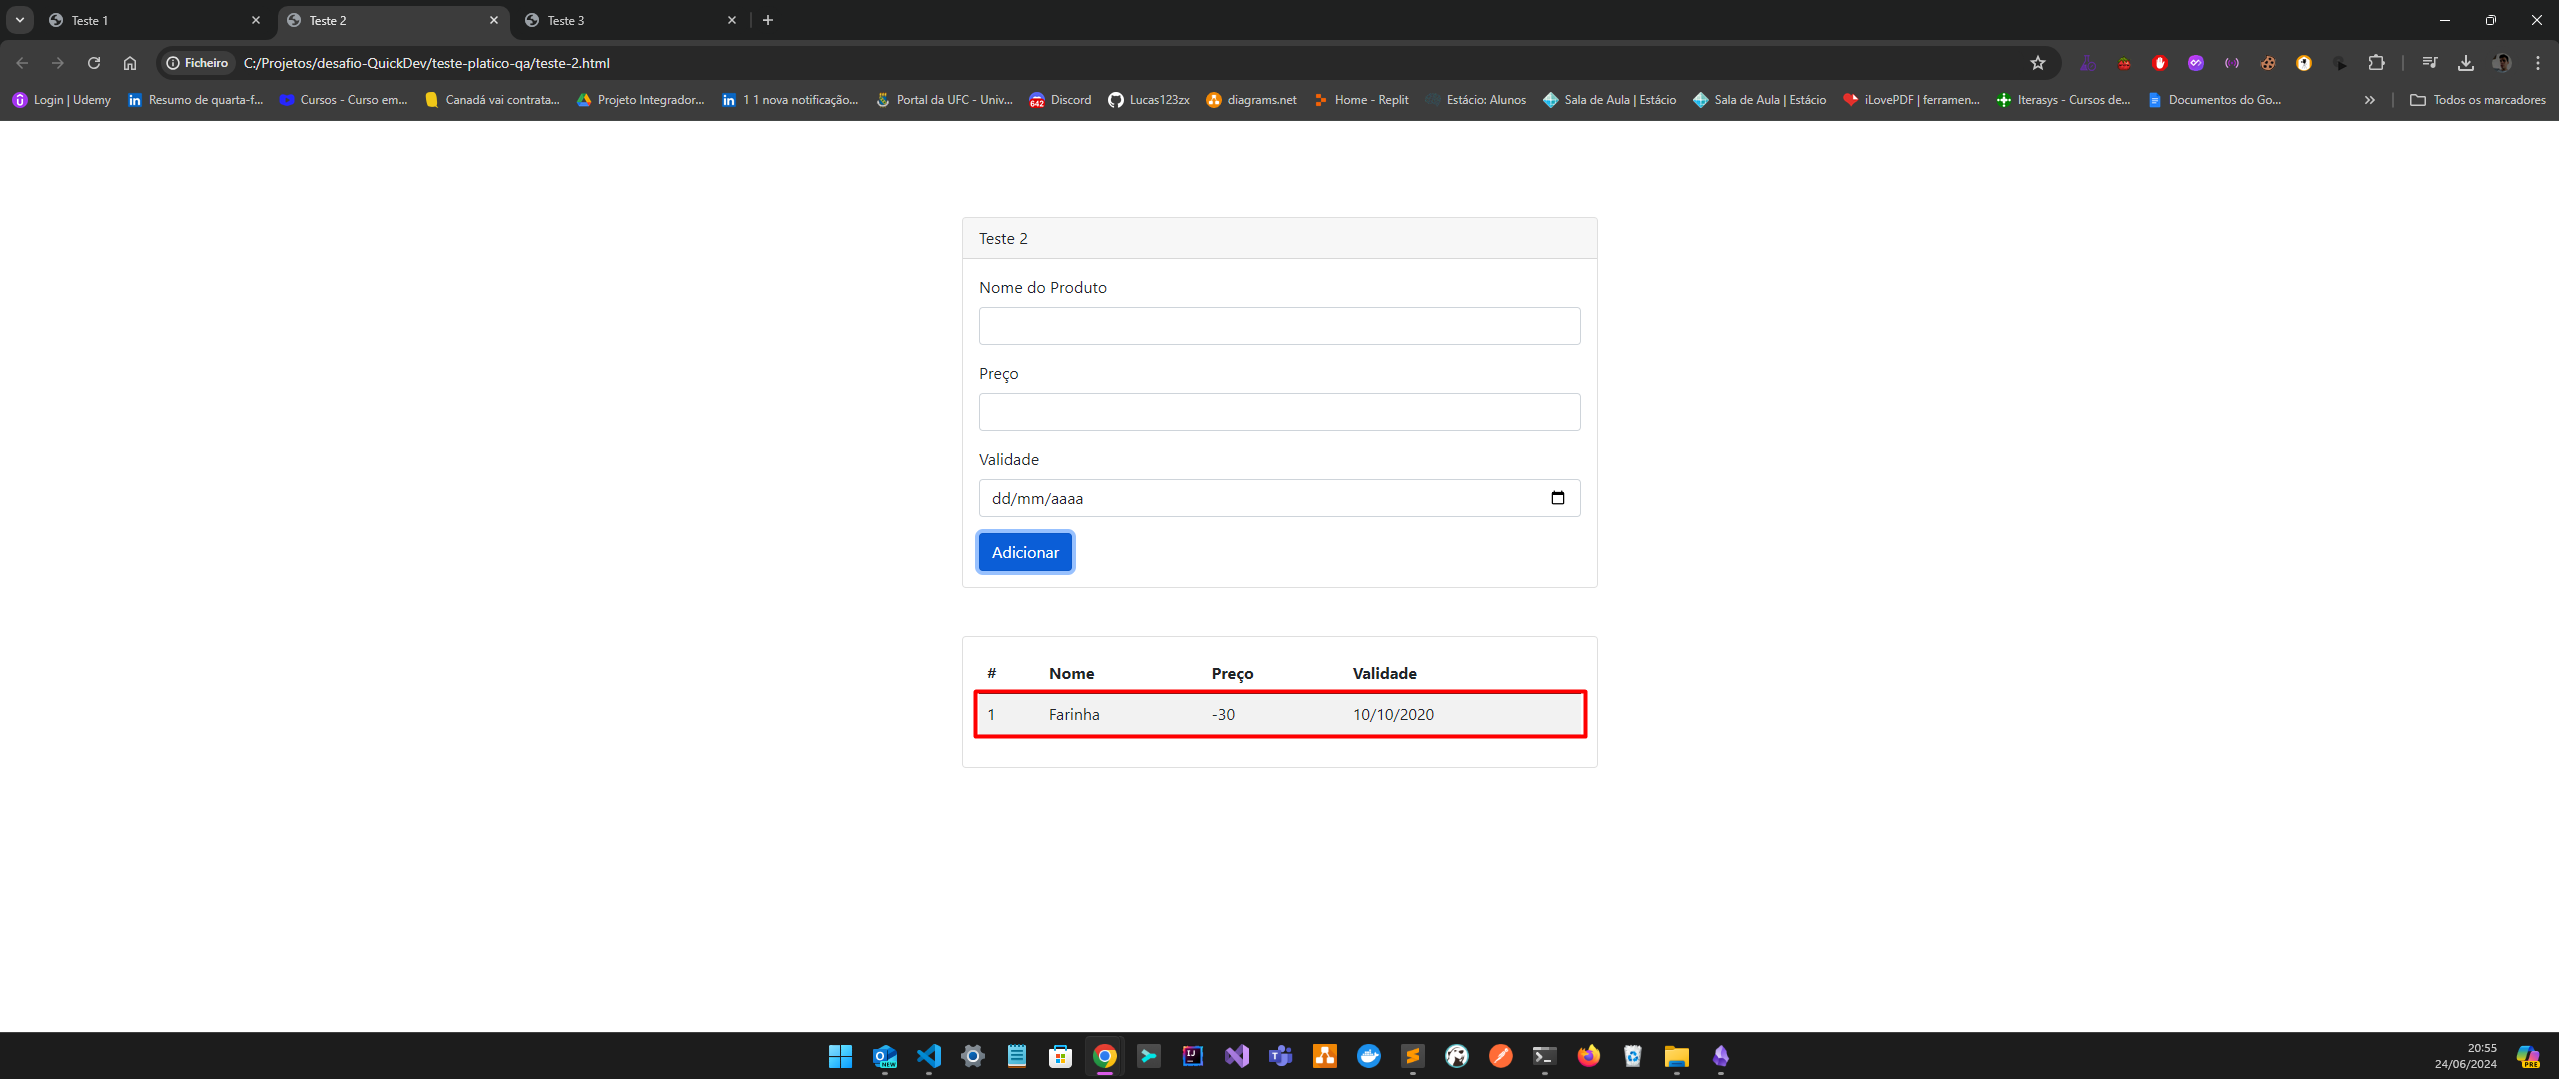 Teste 1
Teste 2
Teste 3
Ficheiro C:/Projetos/desafio-QuickDev/teste-platico-qa/teste-2.html
Login | Udemy Resumo de quarta-f... Cursos - Curso em... Canadá vai contrata... Projeto Integrador... 1 1 nova notificação... Portal da UFC - Univ... 642 Discord Lucas123zx diagrams.net Home - Replit Estácio: Alunos Sala de Aula | Estácio Sala de Aula | Estácio iLovePDF | ferramen... Iterasys - Cursos de... Documentos do Go... Todos os marcadores
Teste 2
Nome do Produto
Preço
Validade
dd/mm/aaaa
Adicionar
# Nome Preço Validade
1 Farinha -30 10/10/2020
20:55
24/06/2024